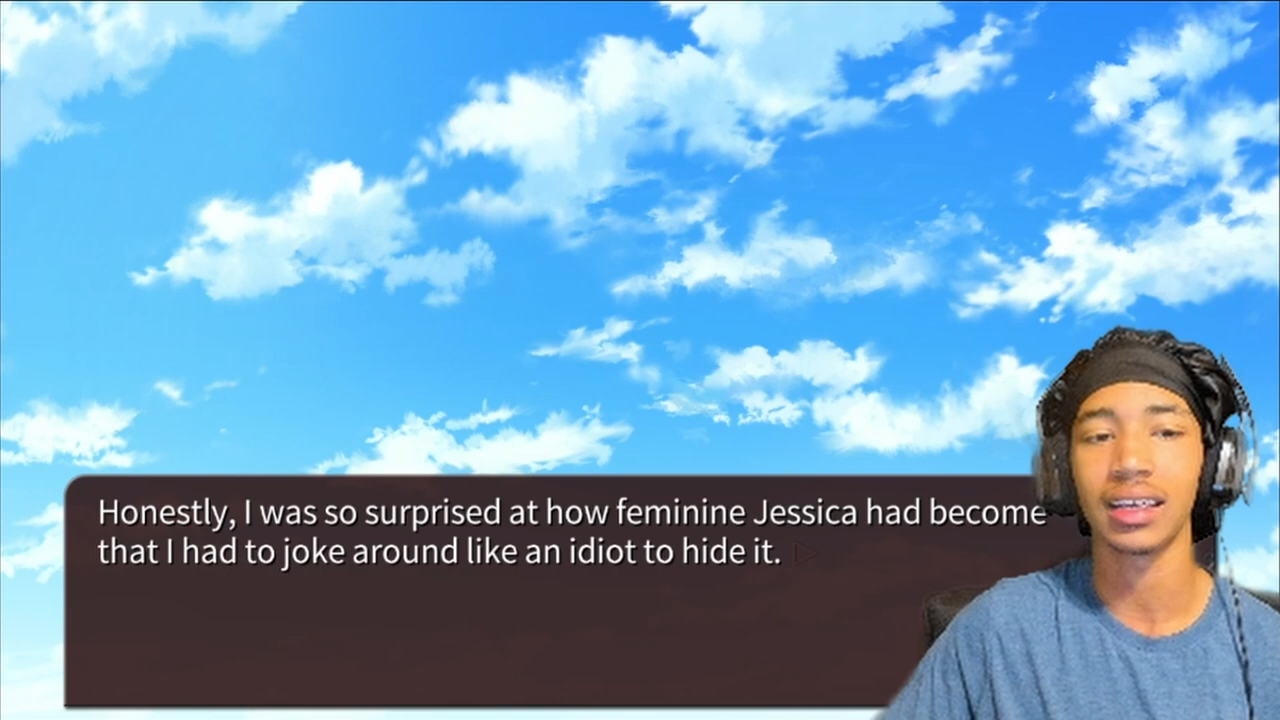 Honestly, I was so surprised at how feminine Jessica had become
that I had to joke around like an idiot to hide it.